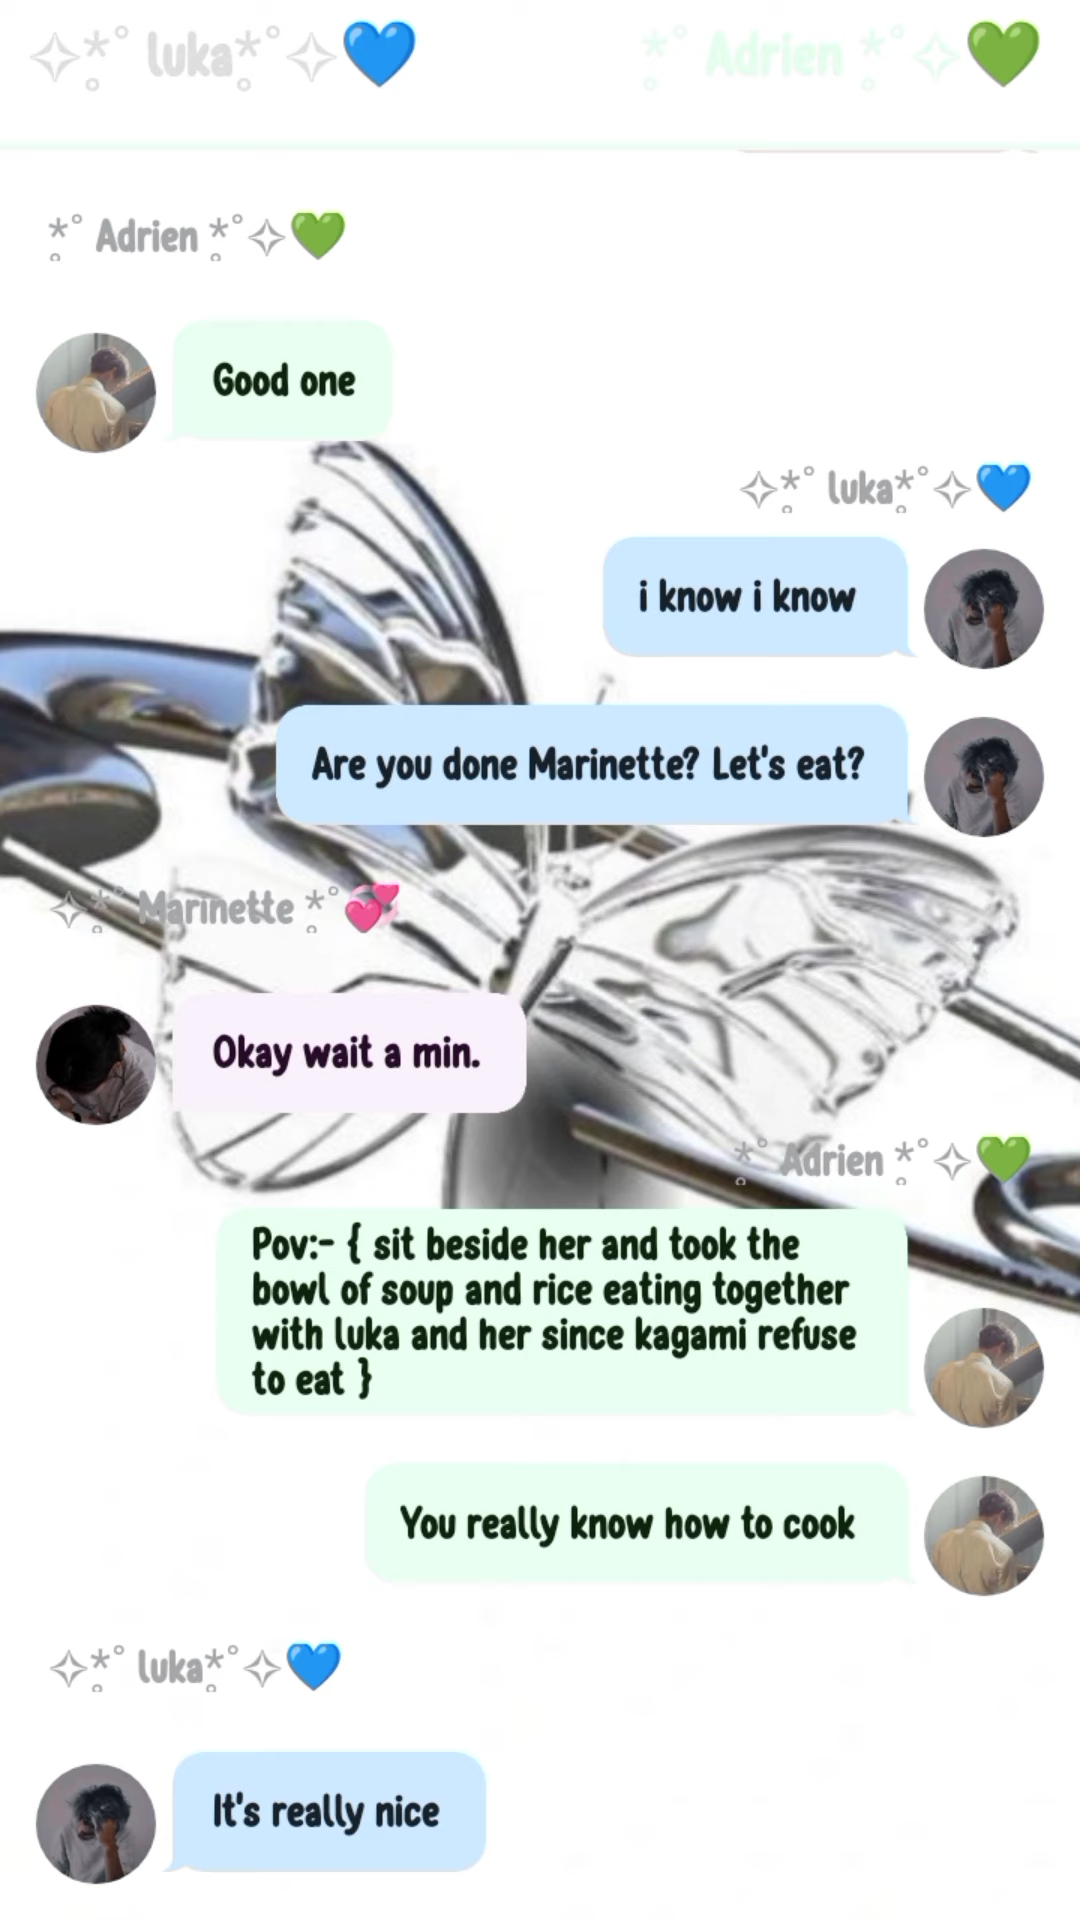 ✧*̥˚ luka*̥˚✧💙
*̥˚ Adrien *̥˚✧💚
*̥˚ Adrien *̥˚✧💚
Good one
✧*̥˚ luka*̥˚✧💙
i know i know
Are you done Marinette? Let's eat?
✧*̥˚ Marinette *̥˚💞
Okay wait a min.
*̥˚ Adrien *̥˚✧💚
Pov:- { sit beside her and took the
bowl of soup and rice eating together
with luka and her since kagami refuse
to eat }
You really know how to cook
✧*̥˚ luka*̥˚✧💙
It's really nice